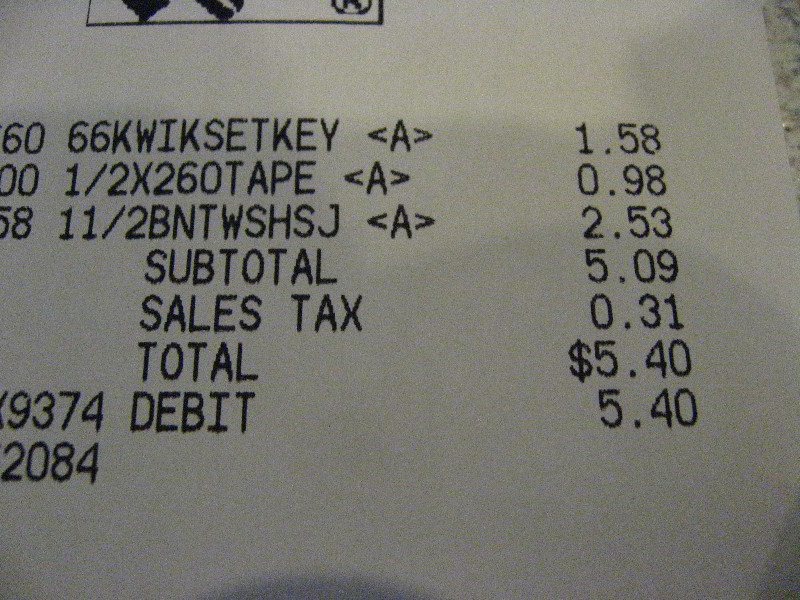 ®
60 66KWIKSETKEY <A> 1.58
00 1/2X260TAPE <A> 0.98
58 11/2BNTWSHSJ <A> 2.53
SUBTOTAL 5.09
SALES TAX 0.31
TOTAL $5.40
X9374 DEBIT 5.40
2084